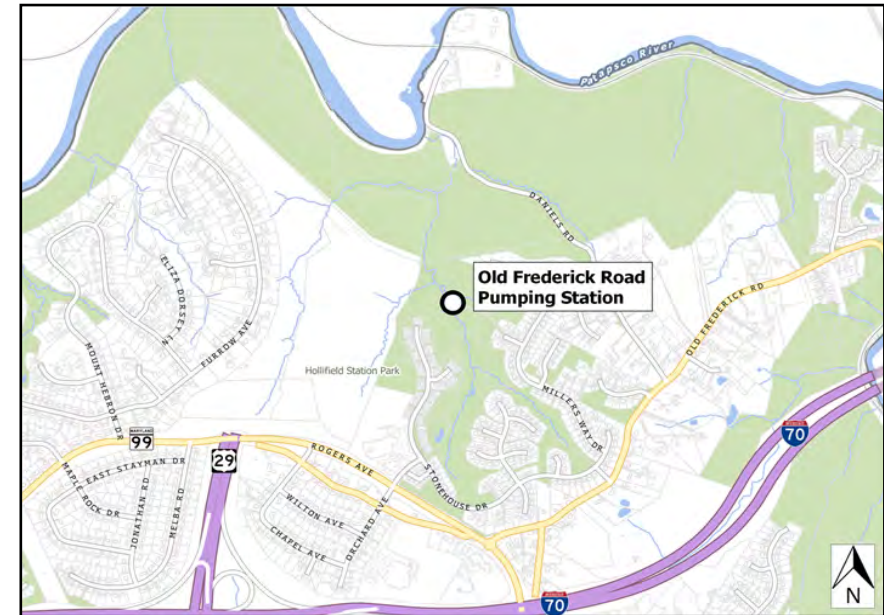 Patapsco River
DANIELS RD
Old Frederick Road
Pumping Station
ELIZA DORSEY LN
FURROW AVE
OLD FREDERICK RD
MOUNT HEBRON DR
Hollifield Station Park
MILLERS WAY DR
MARYLAND
99
29
70
ROGERS AVE
EAST STAYMAN DR
STONEHOUSE DR
MAPLE ROCK DR
JONATHAN RD
MELBA RD
WILTON AVE
CHAPEL AVE
ORCHARD AVE
70
N